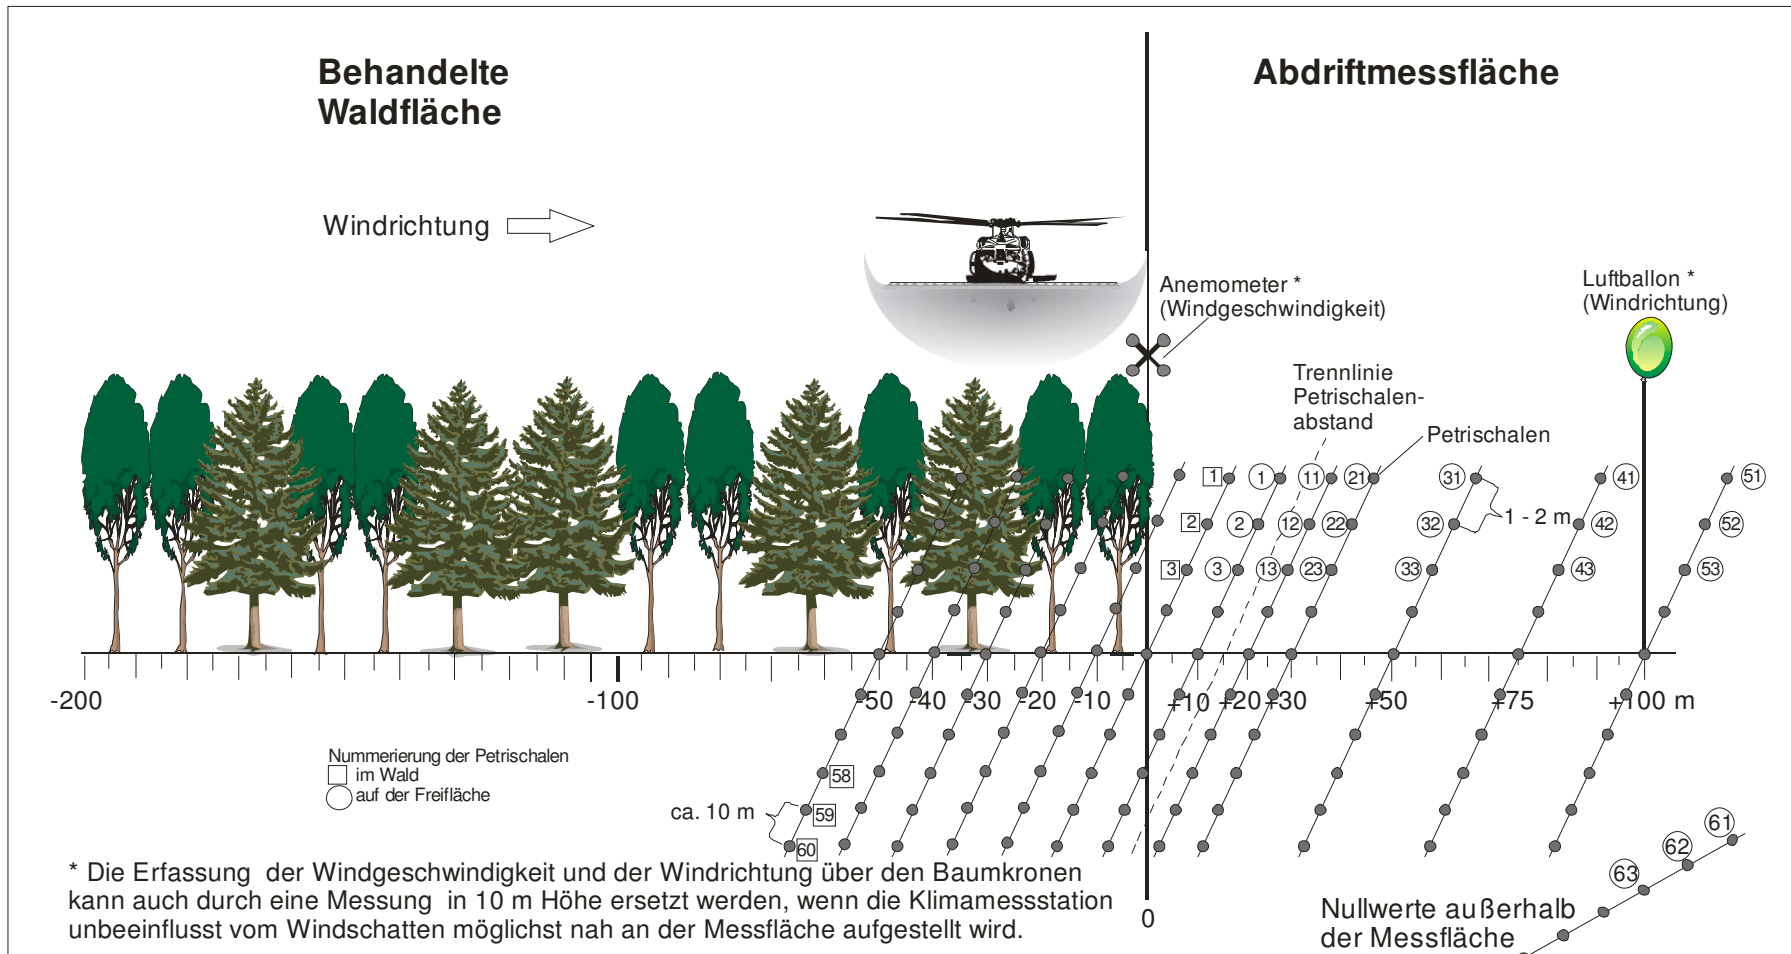 Behandelte
Waldfläche
Abdriftmessfläche
Windrichtung
Anemometer *
(Windgeschwindigkeit)
Luftballon *
(Windrichtung)
Trennlinie
Petrischalen-
abstand
Petrischalen
1 1 11 21 31 41 51
2 2 12 22 32 1 - 2 m 42 52
3 3 13 23 33 43 53
-200 -100 -50 -40 -30 -20 -10 +10 +20 +30 +50 +75 +100 m
Nummerierung der Petrischalen
im Wald
auf der Freifläche
58
ca. 10 m 59
60
61
62
63
* Die Erfassung der Windgeschwindigkeit und der Windrichtung über den Baumkronen
kann auch durch eine Messung in 10 m Höhe ersetzt werden, wenn die Klimamessstation
unbeeinflusst vom Windschatten möglichst nah an der Messfläche aufgestellt wird.
0
Nullwerte außerhalb
der Messfläche